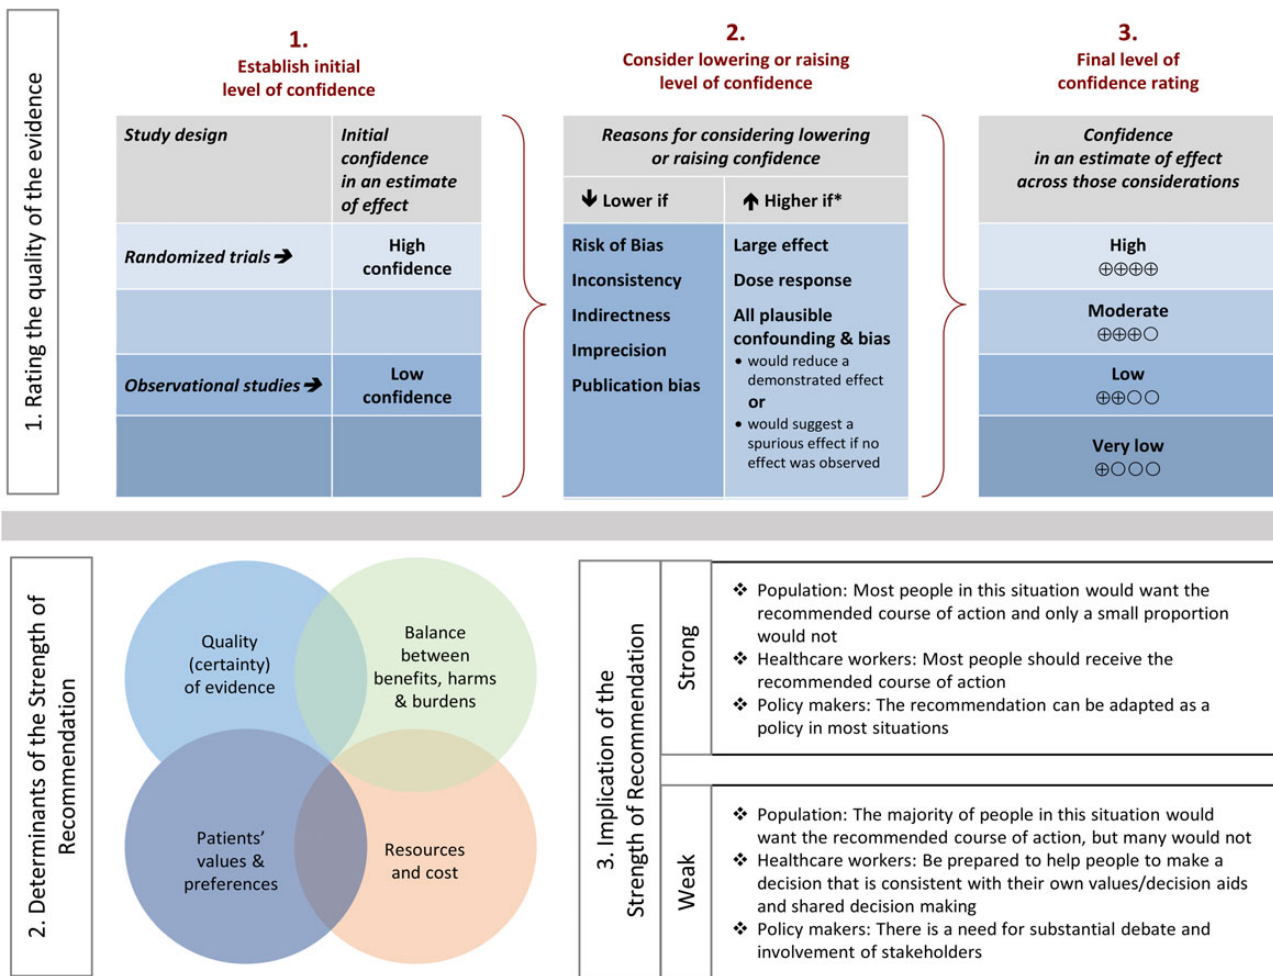 1. Rating the quality of the evidence
1.
Establish initial
level of confidence
Study design
Initial
confidence
in an estimate
of effect
Randomized trials ➔
High
confidence
Observational studies ➔
Low
confidence
2.
Consider lowering or raising
level of confidence
Reasons for considering lowering
or raising confidence
🡻 Lower if
🡹 Higher if*
Risk of Bias
Inconsistency
Indirectness
Imprecision
Publication bias
Large effect
Dose response
All plausible
confounding & bias
• would reduce a
demonstrated effect
or
• would suggest a
spurious effect if no
effect was observed
3.
Final level of
confidence rating
Confidence
in an estimate of effect
across those considerations
High
⊕⊕⊕⊕
Moderate
⊕⊕⊕○
Low
⊕⊕○○
Very low
⊕○○○
2. Determinants of the Strength of
Recommendation
Quality
(certainty)
of evidence
Balance
between
benefits, harms
& burdens
Patients’
values &
preferences
Resources
and cost
3. Implication of the
Strength of Recommendation
Strong
❖ Population: Most people in this situation would want the
recommended course of action and only a small proportion
would not
❖ Healthcare workers: Most people should receive the
recommended course of action
❖ Policy makers: The recommendation can be adapted as a
policy in most situations
Weak
❖ Population: The majority of people in this situation would
want the recommended course of action, but many would not
❖ Healthcare workers: Be prepared to help people to make a
decision that is consistent with their own values/decision aids
and shared decision making
❖ Policy makers: There is a need for substantial debate and
involvement of stakeholders